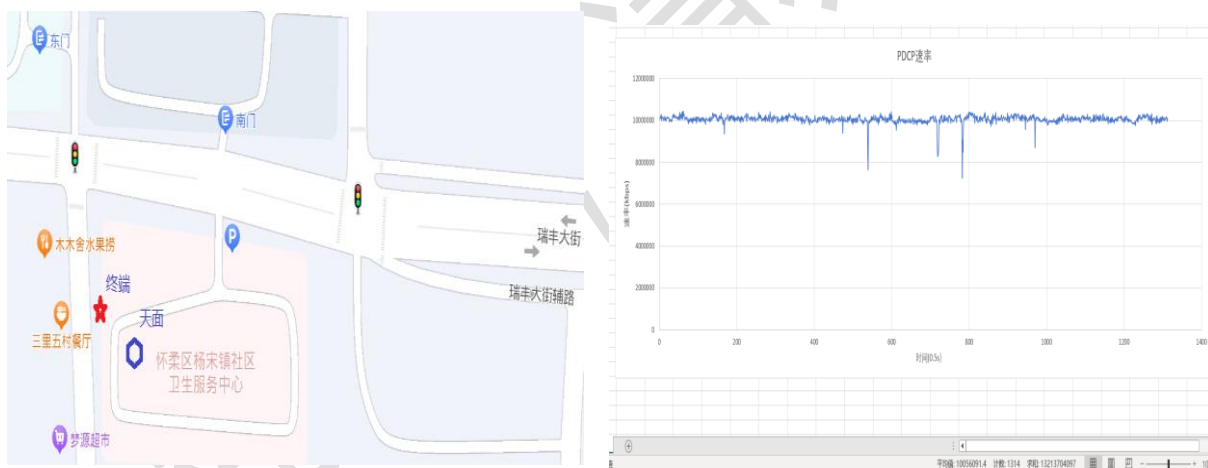 东门
南门
木木舍水果捞
P
瑞丰大街
终端
瑞丰大街辅路
三里五村餐厅
天面
怀柔区杨宋镇社区
卫生服务中心
梦源超市
PDCP速率
12000000
10000000
8000000
6000000
4000000
2000000
0
速率(kbps)
0 200 400 600 800 1000 1200 1400
时间(0.5s)
平均值: 10056091.4 计数: 1314 求和: 13213704097